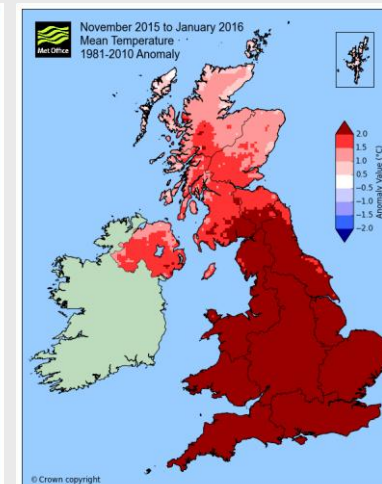 Met Office
November 2015 to January 2016
Mean Temperature
1981-2010 Anomaly
2.0
1.5
1.0
0.5
-0.5
-1.0
-1.5
-2.0
Anomaly Value (°C)
© Crown copyright